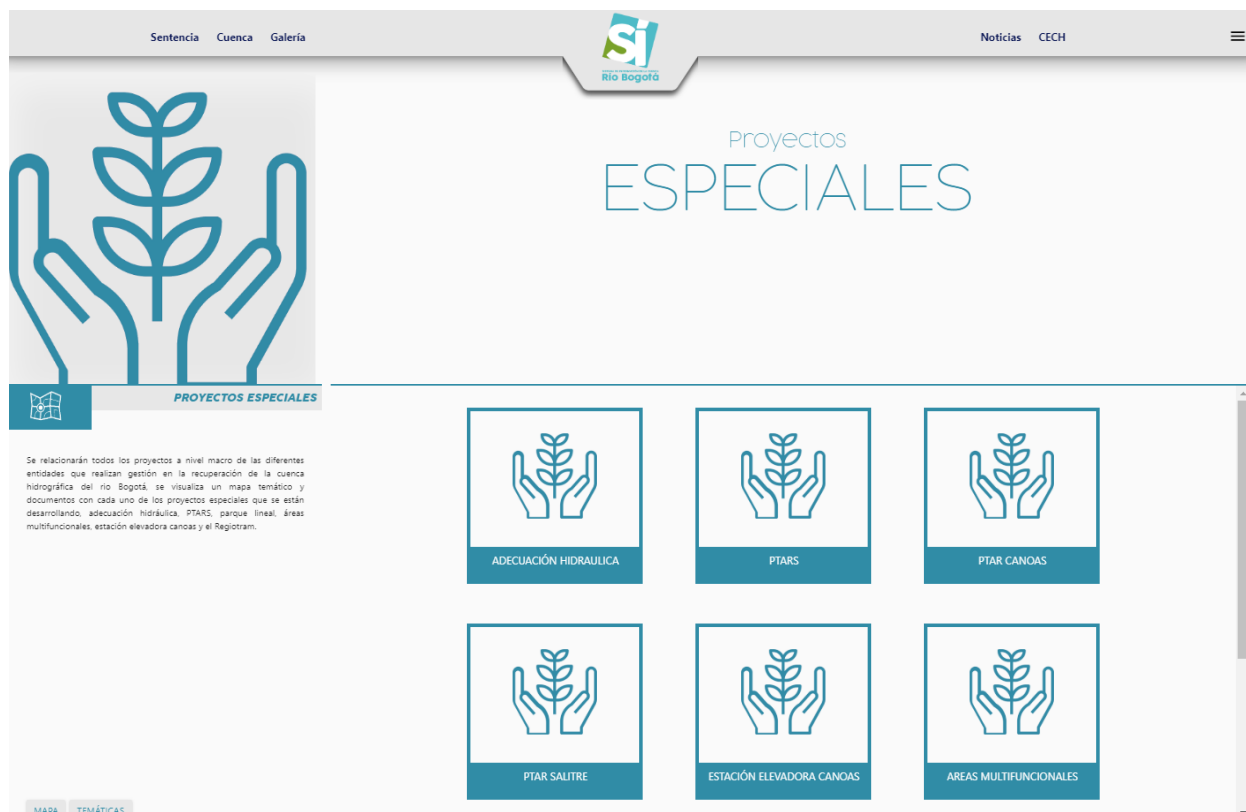 Sentencia Cuenca Galería
Si
Río Bogotá
Noticias CECH
Proyectos
ESPECIALES
PROYECTOS ESPECIALES
Se relacionarán todos los proyectos a nivel macro de las diferentes
entidades que realizan gestión en la recuperación de la cuenca
hidrográfica del río Bogotá, se visualiza un mapa temático y
documentos con cada uno de los proyectos especiales que se están
desarrollando, adecuación hidráulica, PTARS, parque lineal, áreas
multifuncionales, estación elevadora canoas y el Regiotram.
ADECUACIÓN HIDRAULICA
PTARS
PTAR CANOAS
PTAR SALITRE
ESTACIÓN ELEVADORA CANOAS
AREAS MULTIFUNCIONALES
MAPA TEMÁTICAS